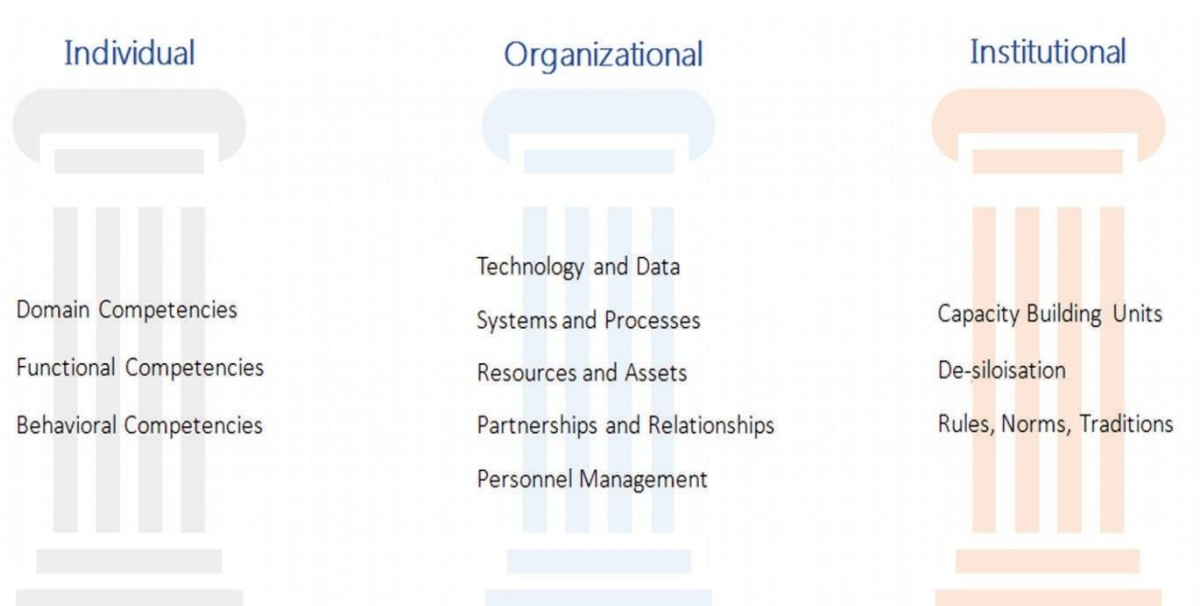 Individual
Domain Competencies
Functional Competencies
Behavioral Competencies
Organizational
Technology and Data
Systems and Processes
Resources and Assets
Partnerships and Relationships
Personnel Management
Institutional
Capacity Building Units
De-siloisation
Rules, Norms, Traditions